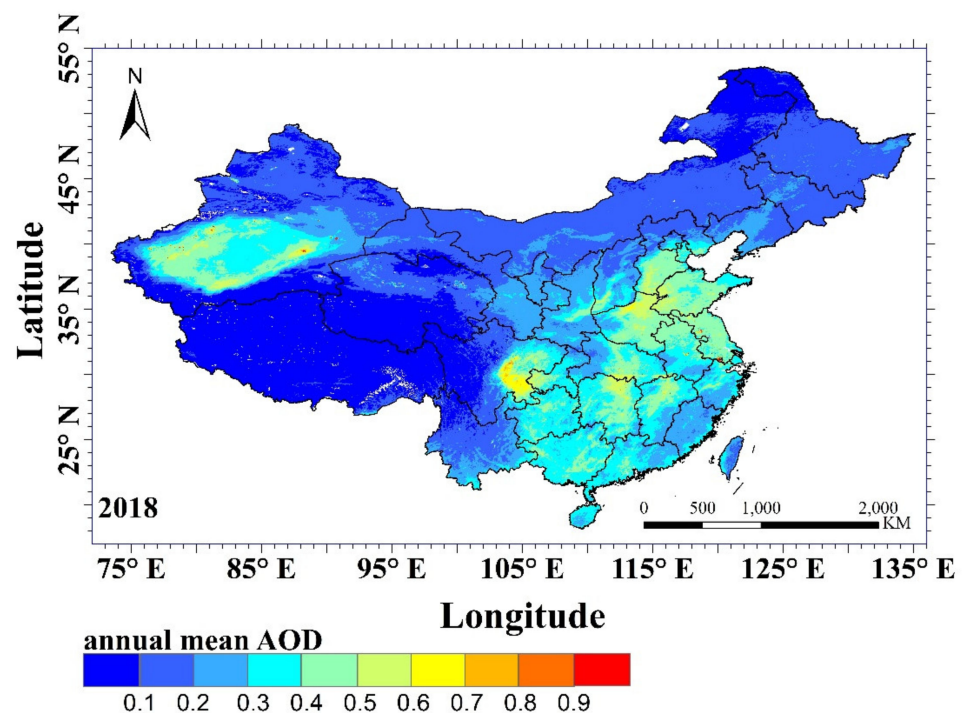 N
55° N
45° N
35° N
25° N
Latitude
2018
0 500 1,000 2,000
KM
75° E 85° E 95° E 105° E 115° E 125° E 135° E
Longitude
annual mean AOD
0.1 0.2 0.3 0.4 0.5 0.6 0.7 0.8 0.9